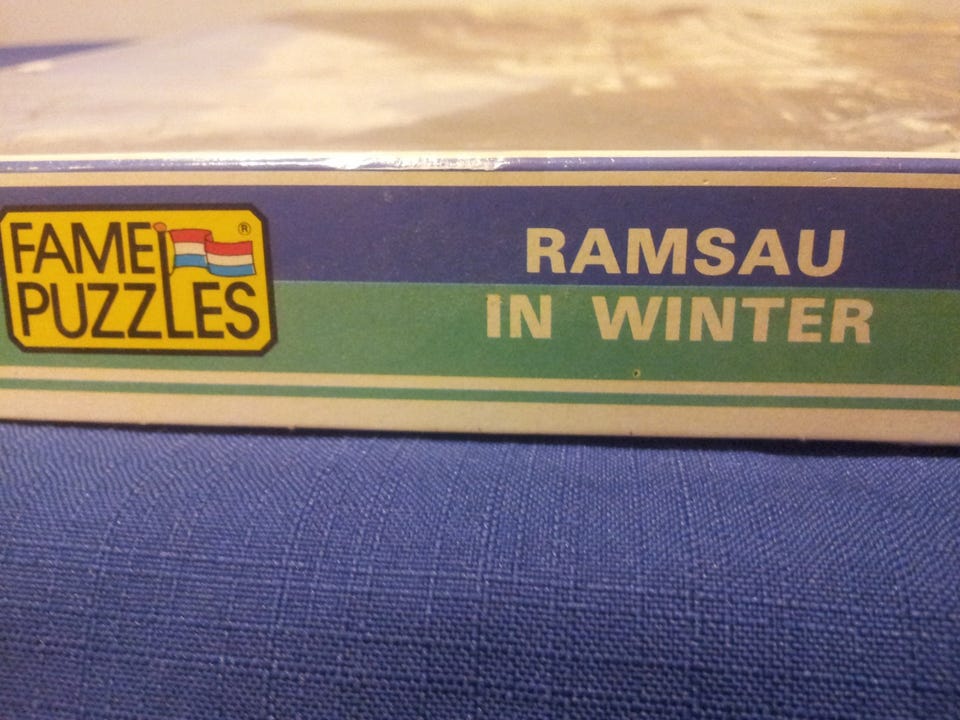 FAME ®
PUZZLES
RAMSAU
IN WINTER